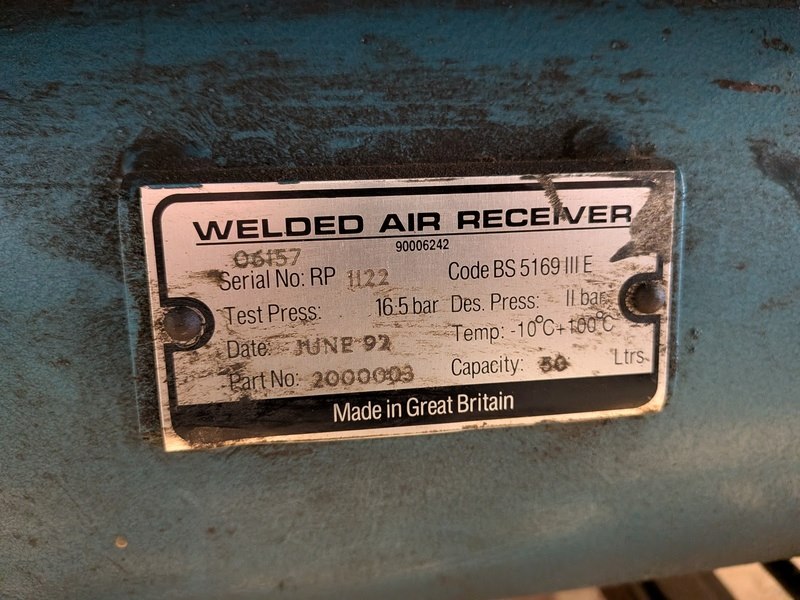 WELDED AIR RECEIVER
90006242
06157
Serial No: RP 1122 Code BS 5169 III E
Test Press: 16.5 bar Des. Press: 11 bar
Date: JUNE 92 Temp: -10°C+100°C
Part No: 2000003 Capacity: 50 Ltrs
Made in Great Britain